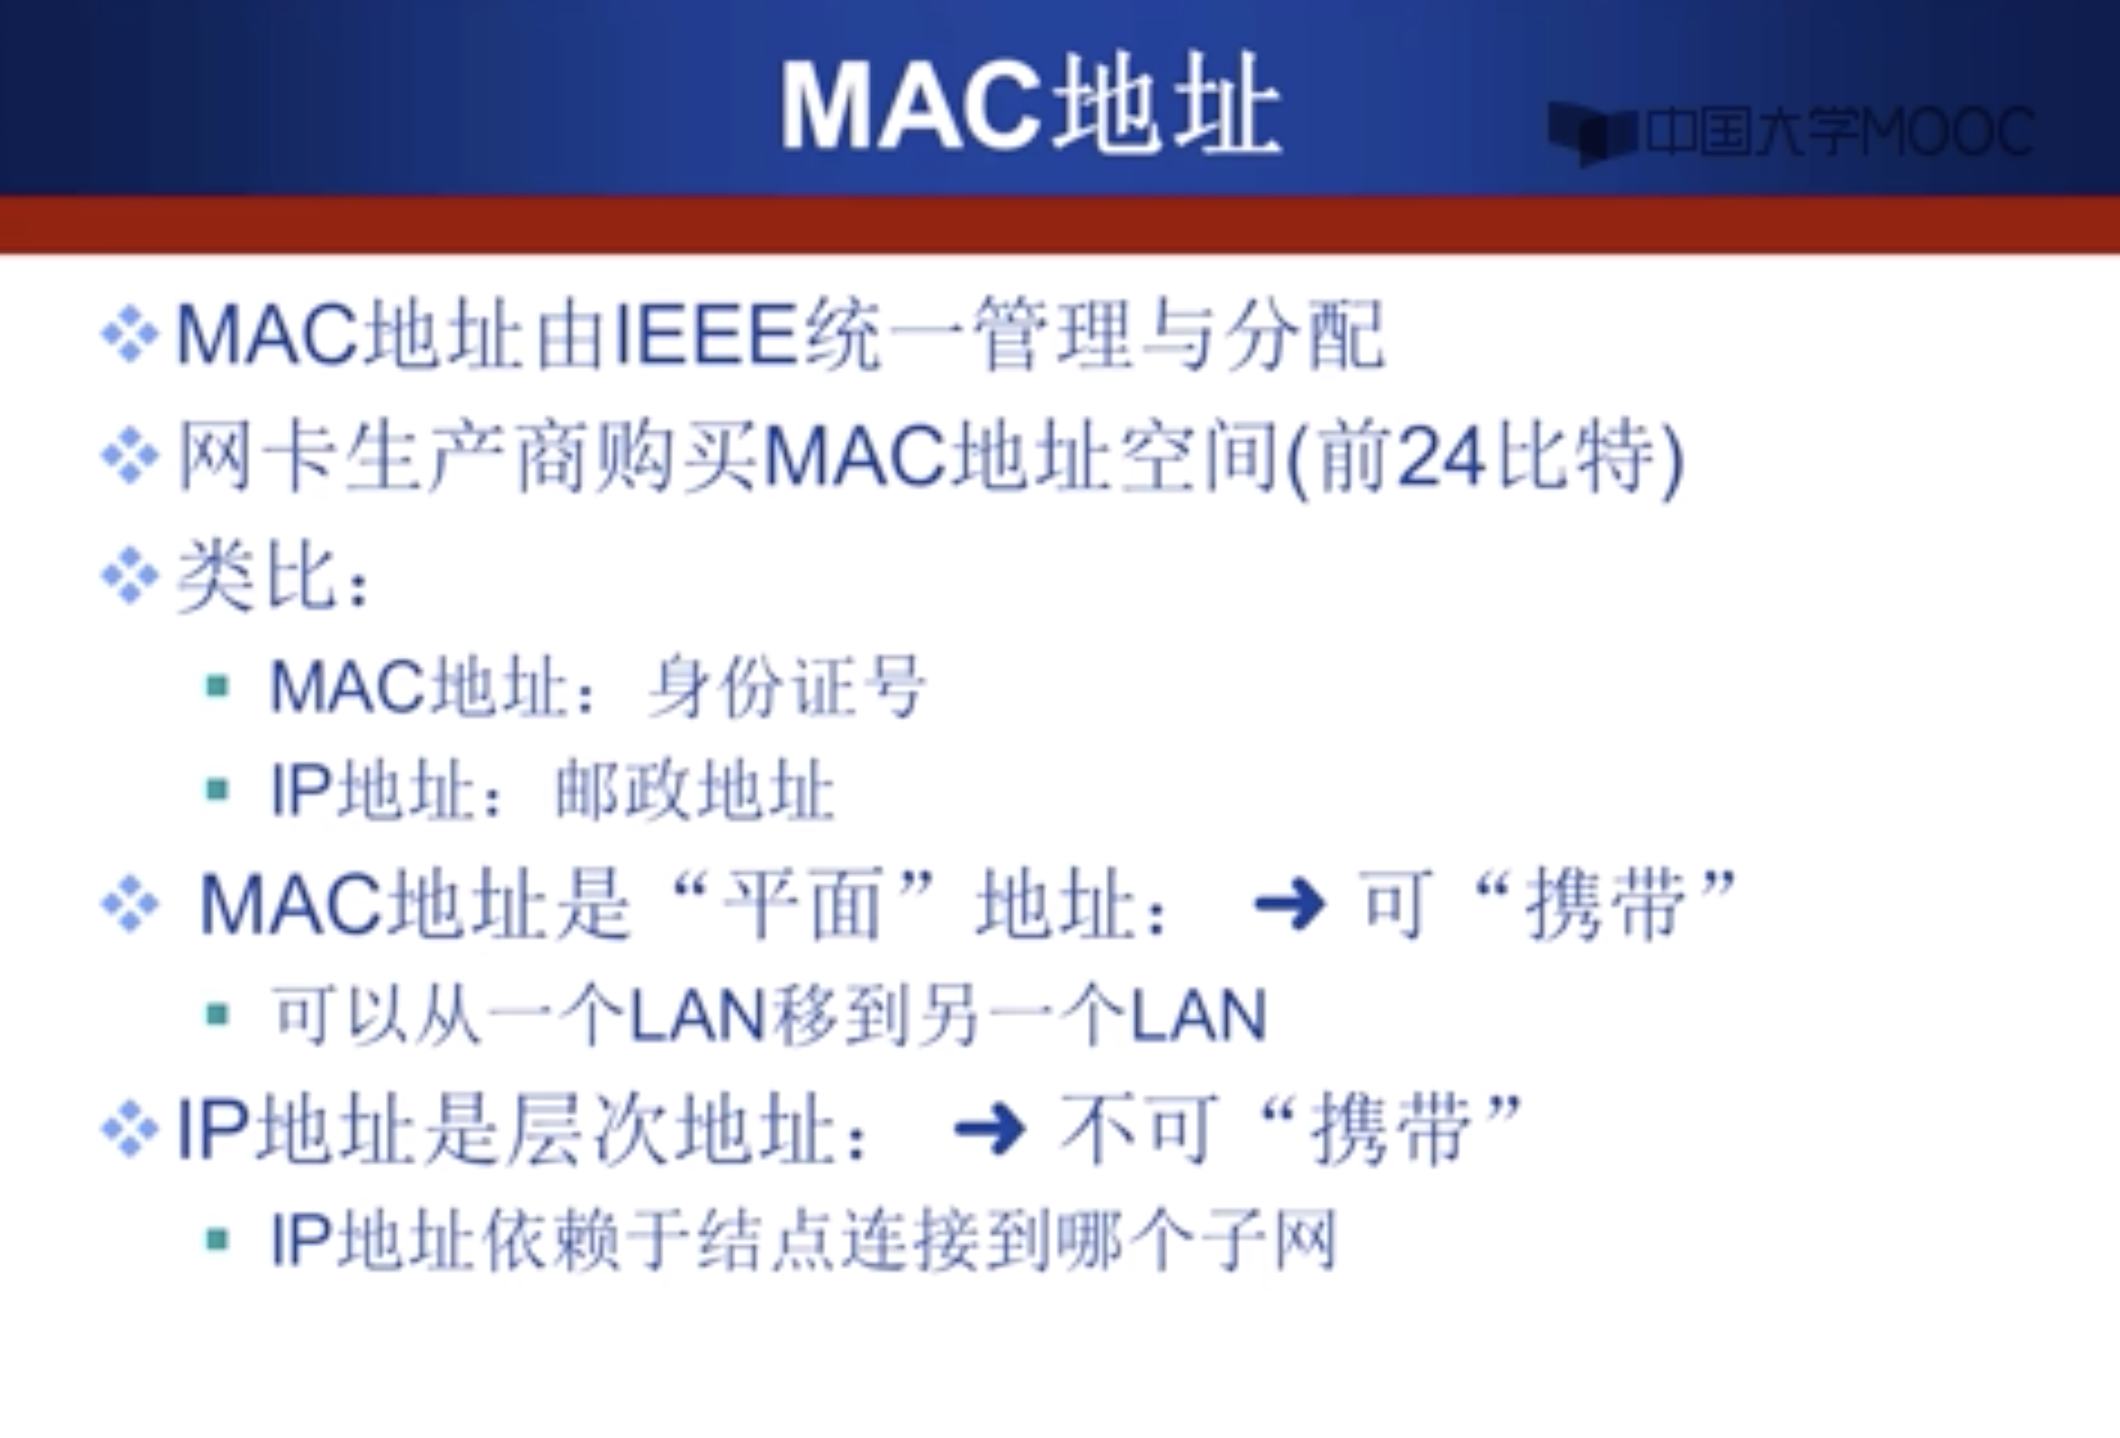 MAC地址
中国大学MOOC
MAC地址由IEEE统一管理与分配
网卡生产商购买MAC地址空间(前24比特)
类比：
MAC地址：身份证号
IP地址：邮政地址
MAC地址是“平面”地址： ➜ 可“携带”
可以从一个LAN移到另一个LAN
IP地址是层次地址： ➜ 不可“携带”
IP地址依赖于结点连接到哪个子网